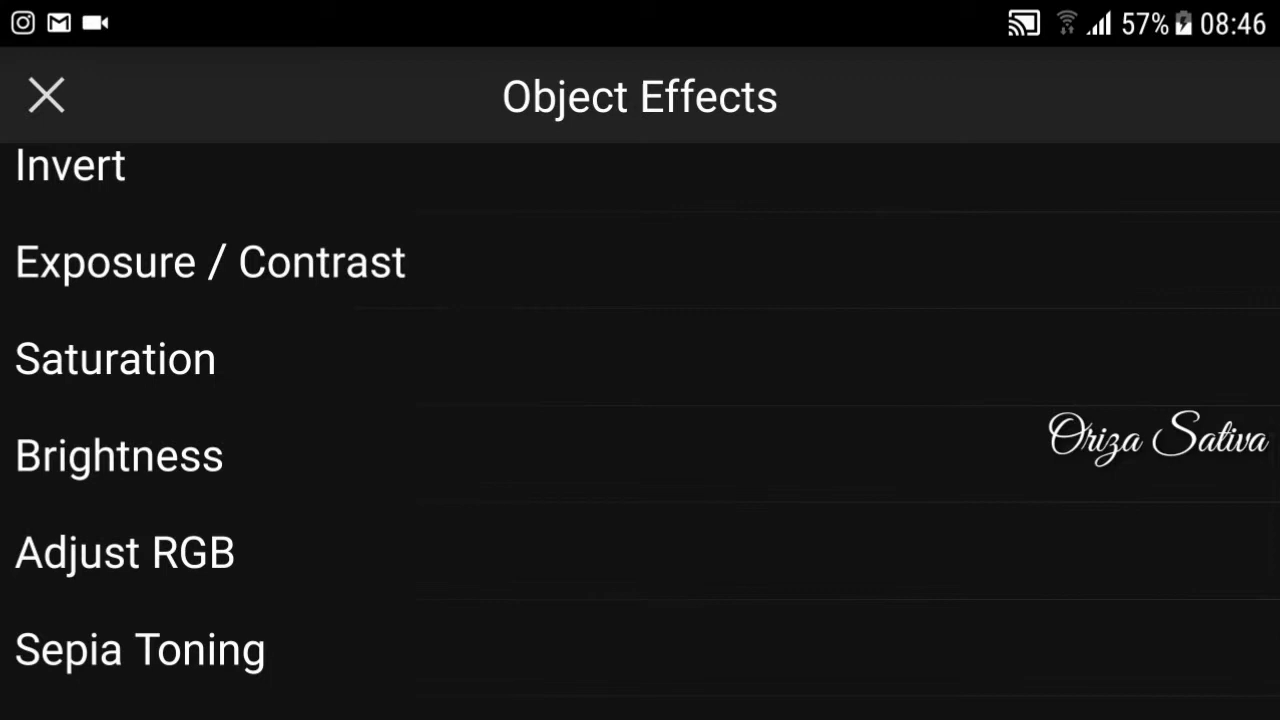 57% 08:46
Object Effects
Invert
Exposure / Contrast
Saturation
Oriza Sativa
Brightness
Adjust RGB
Sepia Toning